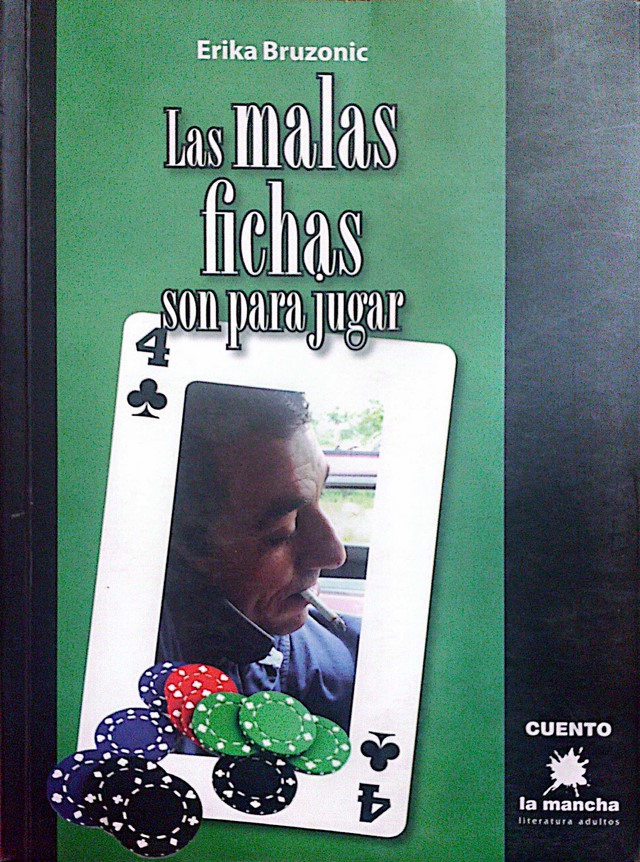 Erika Bruzonic
Las malas
fichas
son para jugar
4
4
CUENTO
la mancha
literatura adultos